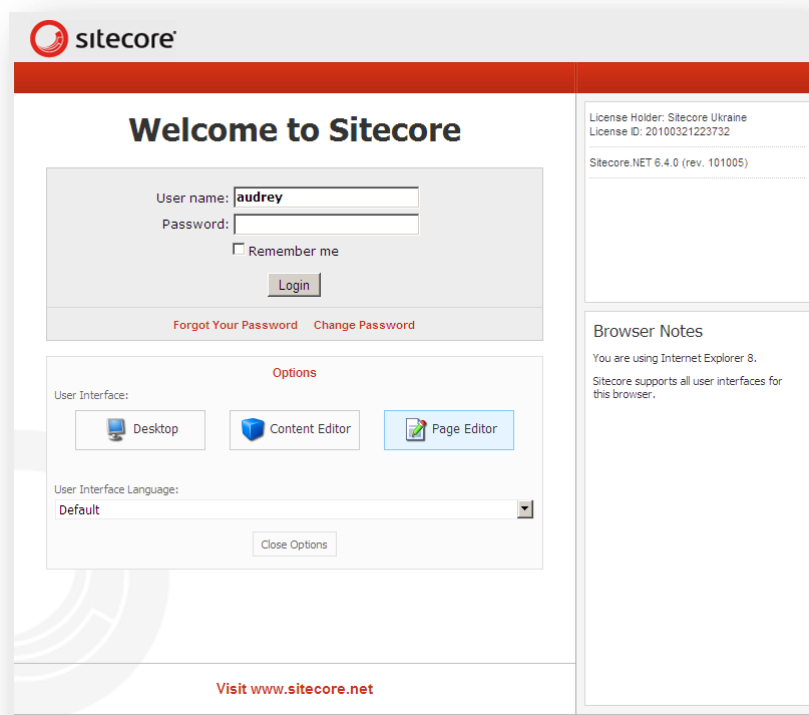 sitecore
Welcome to Sitecore
User name: audrey
Password:
Remember me
Login
Forgot Your Password Change Password
Options
User Interface:
Desktop Content Editor Page Editor
User Interface Language:
Default
Close Options
Visit www.sitecore.net
License Holder: Sitecore Ukraine
License ID: 20100321223732
Sitecore.NET 6.4.0 (rev. 101005)
Browser Notes
You are using Internet Explorer 8.
Sitecore supports all user interfaces for
this browser.